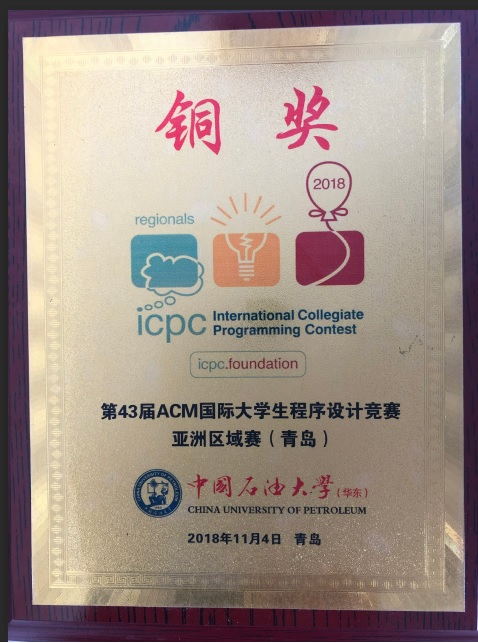 铜奖
2018
regionals
icpc International Collegiate
Programming Contest
icpc.foundation
第43届ACM国际大学生程序设计竞赛
亚洲区域赛（青岛）
中國石油大學（华东）
CHINA UNIVERSITY OF PETROLEUM
2018年11月4日 青岛